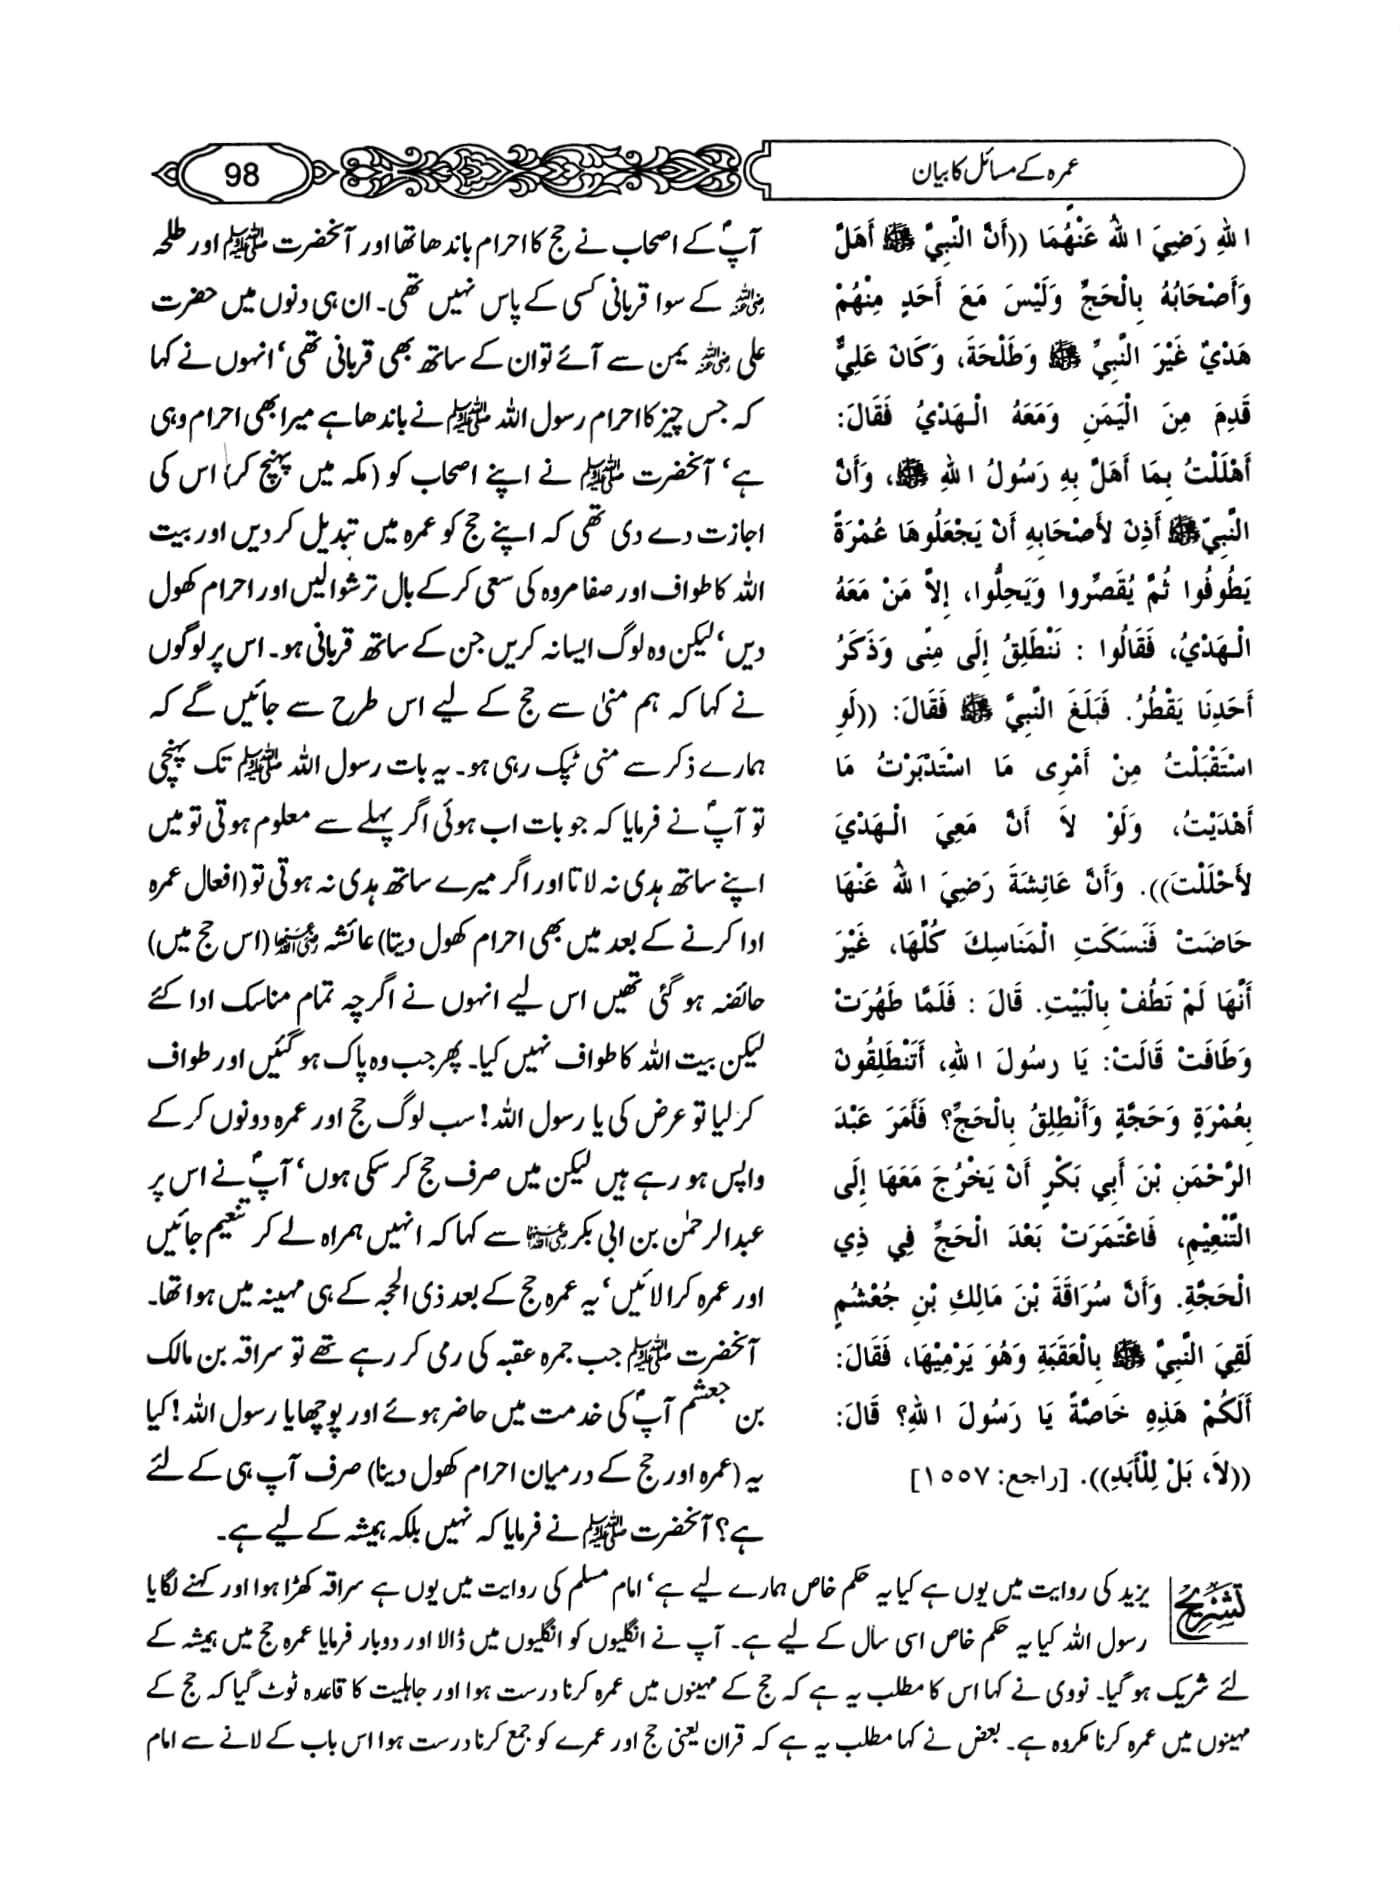 عمرہ کے مسائل کا بیان
98
اللهِ رَضِيَ اللهُ عَنْهُمَا ((أَنَّ النَّبِيَّ ﷺ أَهَلَّ
وَأَصْحَابُهُ بِالْحَجِّ وَلَيْسَ مَعَ أَحَدٍ مِنْهُمْ
هَدْيٌ غَيْرَ النَّبِيِّ ﷺ وَطَلْحَةَ، وَكَانَ عَلِيٌّ
قَدِمَ مِنَ الْيَمَنِ وَمَعَهُ الْهَدْيُ فَقَالَ:
أَهْلَلْتُ بِمَا أَهَلَّ بِهِ رَسُولُ اللهِ ﷺ، وَأَنَّ
النَّبِيَّ ﷺ أَذِنَ لأَصْحَابِهِ أَنْ يَجْعَلُوهَا عُمْرَةً
يَطُوفُوا ثُمَّ يُقَصِّرُوا وَيَحِلُّوا، إِلاَّ مَنْ مَعَهُ
الْهَدْيُ، فَقَالُوا : نَنْطَلِقُ إِلَى مِنًى وَذَكَرُ
أَحَدِنَا يَقْطُرُ. فَبَلَغَ النَّبِيَّ ﷺ فَقَالَ: ((لَوِ
اسْتَقْبَلْتُ مِنْ أَمْرِى مَا اسْتَدْبَرْتُ مَا
أَهْدَيْتُ، وَلَوْ لاَ أَنَّ مَعِيَ الْهَدْيَ
لأَحْلَلْتَ)). وَأَنَّ عَائِشَةَ رَضِيَ اللهُ عَنْهَا
حَاضَتْ فَنَسَكَتِ الْمَنَاسِكَ كُلَّهَا، غَيْرَ
أَنَّهَا لَمْ تَطُفْ بِالْبَيْتِ. قَالَ : فَلَمَّا طَهُرَتْ
وَطَافَتْ قَالَتْ: يَا رَسُولَ اللهِ، أَتَنْطَلِقُونَ
بِعُمْرَةٍ وَحَجَّةٍ وَأَنْطَلِقُ بِالْحَجِّ؟ فَأَمَرَ عَبْدَ
الرَّحْمَنِ بْنَ أَبِي بَكْرٍ أَنْ يَخْرُجَ مَعَهَا إِلَى
التَّنْعِيْمِ، فَاعْتَمَرَتْ بَعْدَ الْحَجِّ فِي ذِي
الْحَجَّةِ. وَأَنَّ سُرَاقَةَ بْنَ مَالِكِ بْنِ جُعْشُمٍ
لَقِيَ النَّبِيَّ ﷺ بِالْعَقَبَةِ وَهُوَ يَرْمِيْهَا، فَقَالَ:
أَلَكُمْ هَذِهِ خَاصَّةً يَا رَسُولَ اللهِ؟ قَالَ:
((لاَ، بَلْ لِلْأَبَدِ)). [راجع: ١٥٥٧]
آپؐ کے اصحاب نے حج کا احرام باندھا تھا اور آنحضرت ﷺ اور طلحہ
رضی اللہ عنہ کے سوا قربانی کسی کے پاس نہیں تھی۔ ان ہی دنوں میں حضرت
علی رضی اللہ عنہ یمن سے آئے تو ان کے ساتھ بھی قربانی تھی‘ انہوں نے کہا
کہ جس چیز کا احرام رسول اللہ ﷺ نے باندھا ہے میرا بھی احرام وہی
ہے‘ آنحضرت ﷺ نے اپنے اصحاب کو (مکہ میں پہنچ کر) اس کی
اجازت دے دی تھی کہ اپنے حج کو عمرہ میں تبدیل کر دیں اور بیت
اللہ کا طواف اور صفا مروہ کی سعی کر کے بال ترشوالیں اور احرام کھول
دیں‘ لیکن وہ لوگ ایسا نہ کریں جن کے ساتھ قربانی ہو۔ اس پر لوگوں
نے کہا کہ ہم منیٰ سے حج کے لیے اس طرح سے جائیں گے کہ
ہمارے ذکر سے منی ٹپک رہی ہو۔ یہ بات رسول اللہ ﷺ تک پہنچی
تو آپؐ نے فرمایا کہ جو بات اب ہوئی اگر پہلے سے معلوم ہوتی تو میں
اپنے ساتھ ہدی نہ لاتا اور اگر میرے ساتھ ہدی نہ ہوتی تو (افعال عمرہ
ادا کرنے کے بعد میں بھی احرام کھول دیتا) عائشہ رضی اللہ عنہا (اس حج میں)
حائضہ ہو گئی تھیں اس لیے انہوں نے اگرچہ تمام مناسک ادا کئے
لیکن بیت اللہ کا طواف نہیں کیا۔ پھر جب وہ پاک ہو گئیں اور طواف
کر لیا تو عرض کی یا رسول اللہ! سب لوگ حج اور عمرہ دونوں کر کے
واپس ہو رہے ہیں لیکن میں صرف حج کر سکی ہوں‘ آپؐ نے اس پر
عبدالرحمٰن بن ابی بکر رضی اللہ عنہما سے کہا کہ انہیں ہمراہ لے کر تنعیم جائیں
اور عمرہ کرا لائیں‘ یہ عمرہ حج کے بعد ذی الحجہ کے ہی مہینہ میں ہوا تھا۔
آنحضرت ﷺ جب جمرہ عقبہ کی رمی کر رہے تھے تو سراقہ بن مالک
بن جعشم آپؐ کی خدمت میں حاضر ہوئے اور پوچھا یا رسول اللہ! کیا
یہ (عمرہ اور حج کے درمیان احرام کھول دینا) صرف آپ ہی کے لئے
ہے؟ آنحضرت ﷺ نے فرمایا کہ نہیں بلکہ ہمیشہ کے لیے ہے۔
تشریح یزید کی روایت میں یوں ہے کیا یہ حکم خاص ہمارے لیے ہے‘ امام مسلم کی روایت میں یوں ہے سراقہ کھڑا ہوا اور کہنے لگا یا
رسول اللہ کیا یہ حکم خاص اسی سال کے لیے ہے۔ آپ نے انگلیوں کو انگلیوں میں ڈالا اور دوبار فرمایا عمرہ حج میں ہمیشہ کے
لئے شریک ہو گیا۔ نووی نے کہا اس کا مطلب یہ ہے کہ حج کے مہینوں میں عمرہ کرنا درست ہوا اور جاہلیت کا قاعدہ ٹوٹ گیا کہ حج کے
مہینوں میں عمرہ کرنا مکروہ ہے۔ بعض نے کہا مطلب یہ ہے کہ قران یعنی حج اور عمرے کو جمع کرنا درست ہوا اس باب کے لانے سے امام